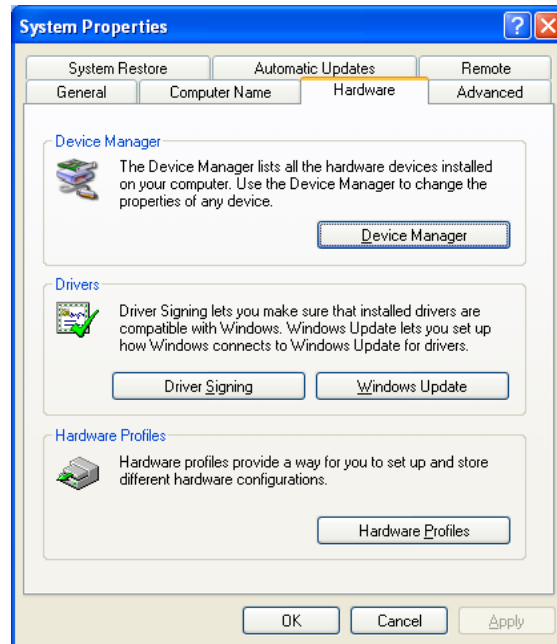 System Properties
System Restore Automatic Updates Remote
General Computer Name Hardware Advanced
Device Manager
The Device Manager lists all the hardware devices installed
on your computer. Use the Device Manager to change the
properties of any device.
Device Manager
Drivers
Driver Signing lets you make sure that installed drivers are
compatible with Windows. Windows Update lets you set up
how Windows connects to Windows Update for drivers.
Driver Signing Windows Update
Hardware Profiles
Hardware profiles provide a way for you to set up and store
different hardware configurations.
Hardware Profiles
OK Cancel Apply